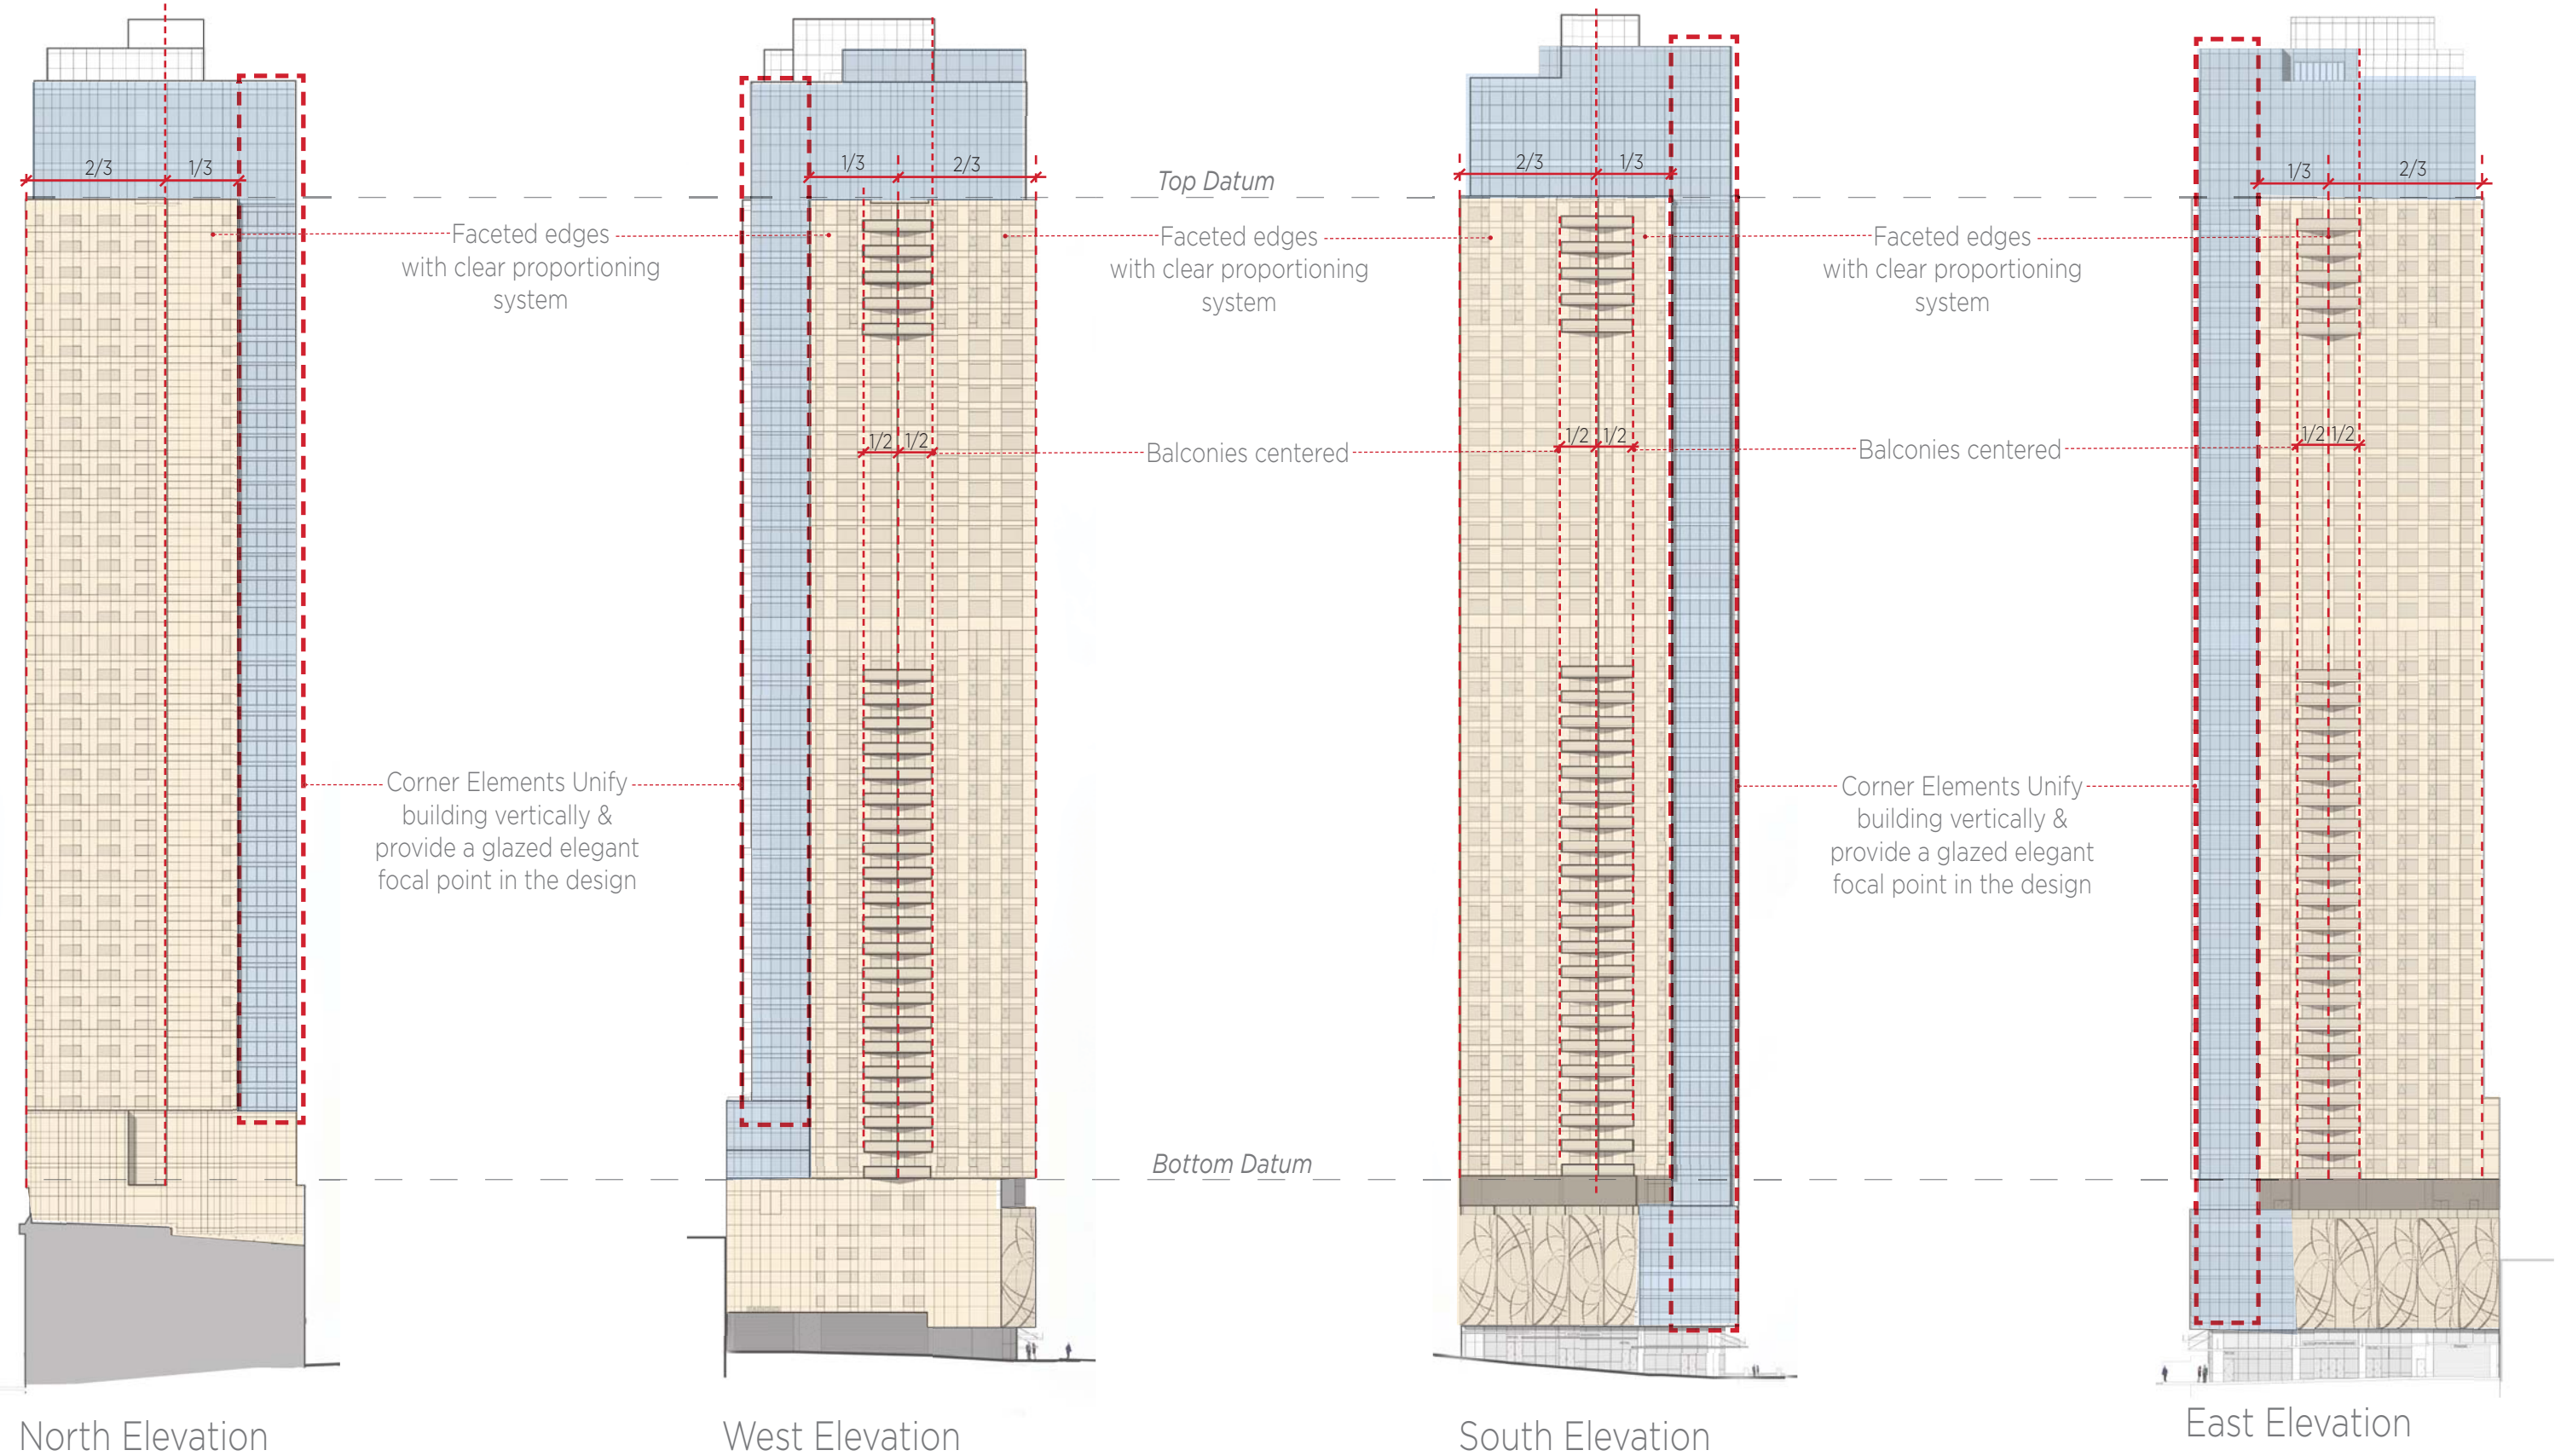 2/3
1/3
1/3
2/3
Top Datum
2/3
1/3
1/3
2/3
Faceted edges
with clear proportioning
system
Faceted edges
with clear proportioning
system
Faceted edges
with clear proportioning
system
1/2
1/2
Balconies centered
1/2
1/2
Balconies centered
1/2
1/2
Corner Elements Unify
building vertically &
provide a glazed elegant
focal point in the design
Corner Elements Unify
building vertically &
provide a glazed elegant
focal point in the design
Bottom Datum
North Elevation
West Elevation
South Elevation
East Elevation